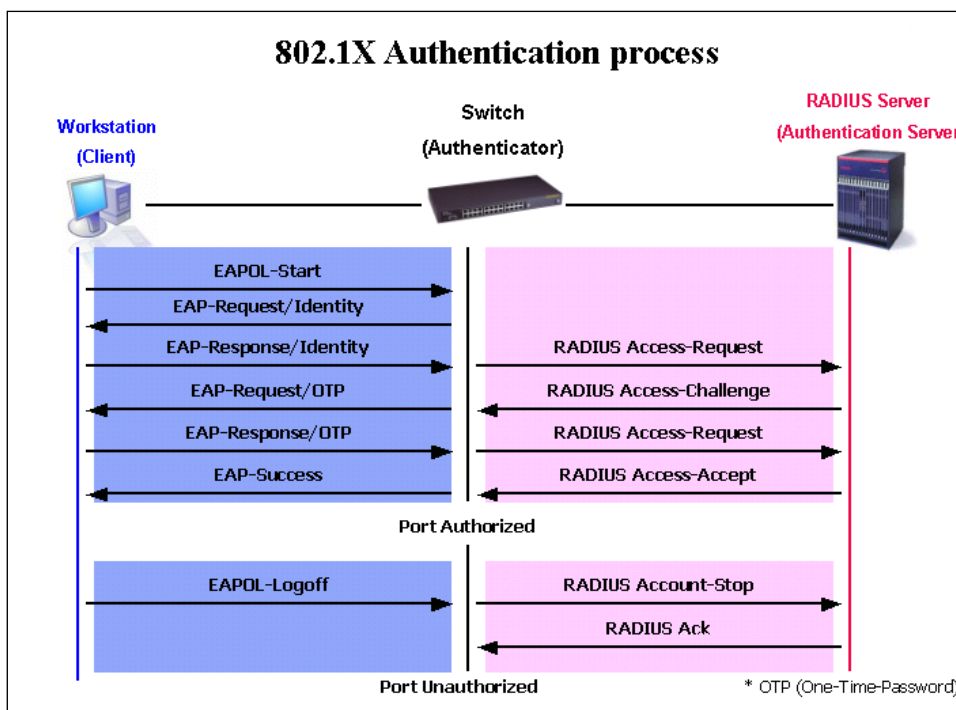 802.1X Authentication process
Workstation
(Client)
Switch
(Authenticator)
RADIUS Server
(Authentication Server
EAPOL-Start
EAP-Request/Identity
EAP-Response/Identity
RADIUS Access-Request
EAP-Request/OTP
RADIUS Access-Challenge
EAP-Response/OTP
RADIUS Access-Request
EAP-Success
RADIUS Access-Accept
Port Authorized
EAPOL-Logoff
RADIUS Account-Stop
RADIUS Ack
Port Unauthorized
* OTP (One-Time-Password)